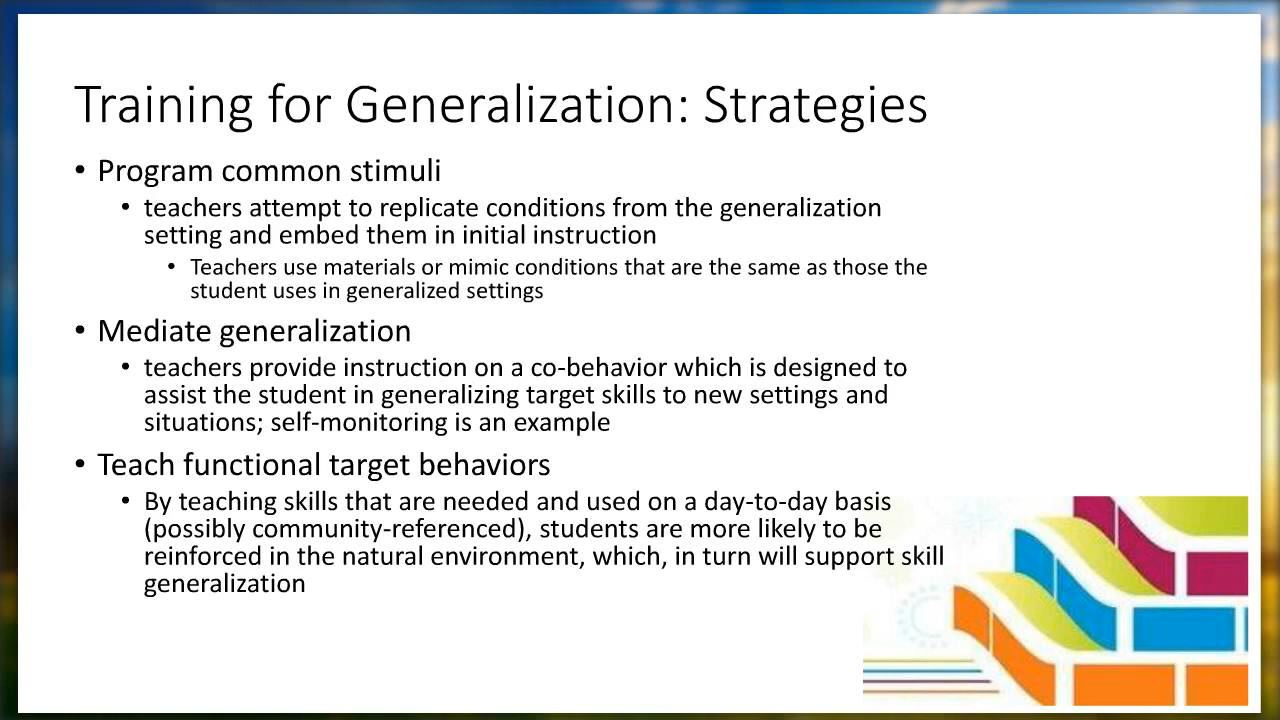 Training for Generalization: Strategies
• Program common stimuli
• teachers attempt to replicate conditions from the generalization
setting and embed them in initial instruction
• Teachers use materials or mimic conditions that are the same as those the
student uses in generalized settings
• Mediate generalization
• teachers provide instruction on a co-behavior which is designed to
assist the student in generalizing target skills to new settings and
situations; self-monitoring is an example
• Teach functional target behaviors
• By teaching skills that are needed and used on a day-to-day basis
(possibly community-referenced), students are more likely to be
reinforced in the natural environment, which, in turn will support skill
generalization